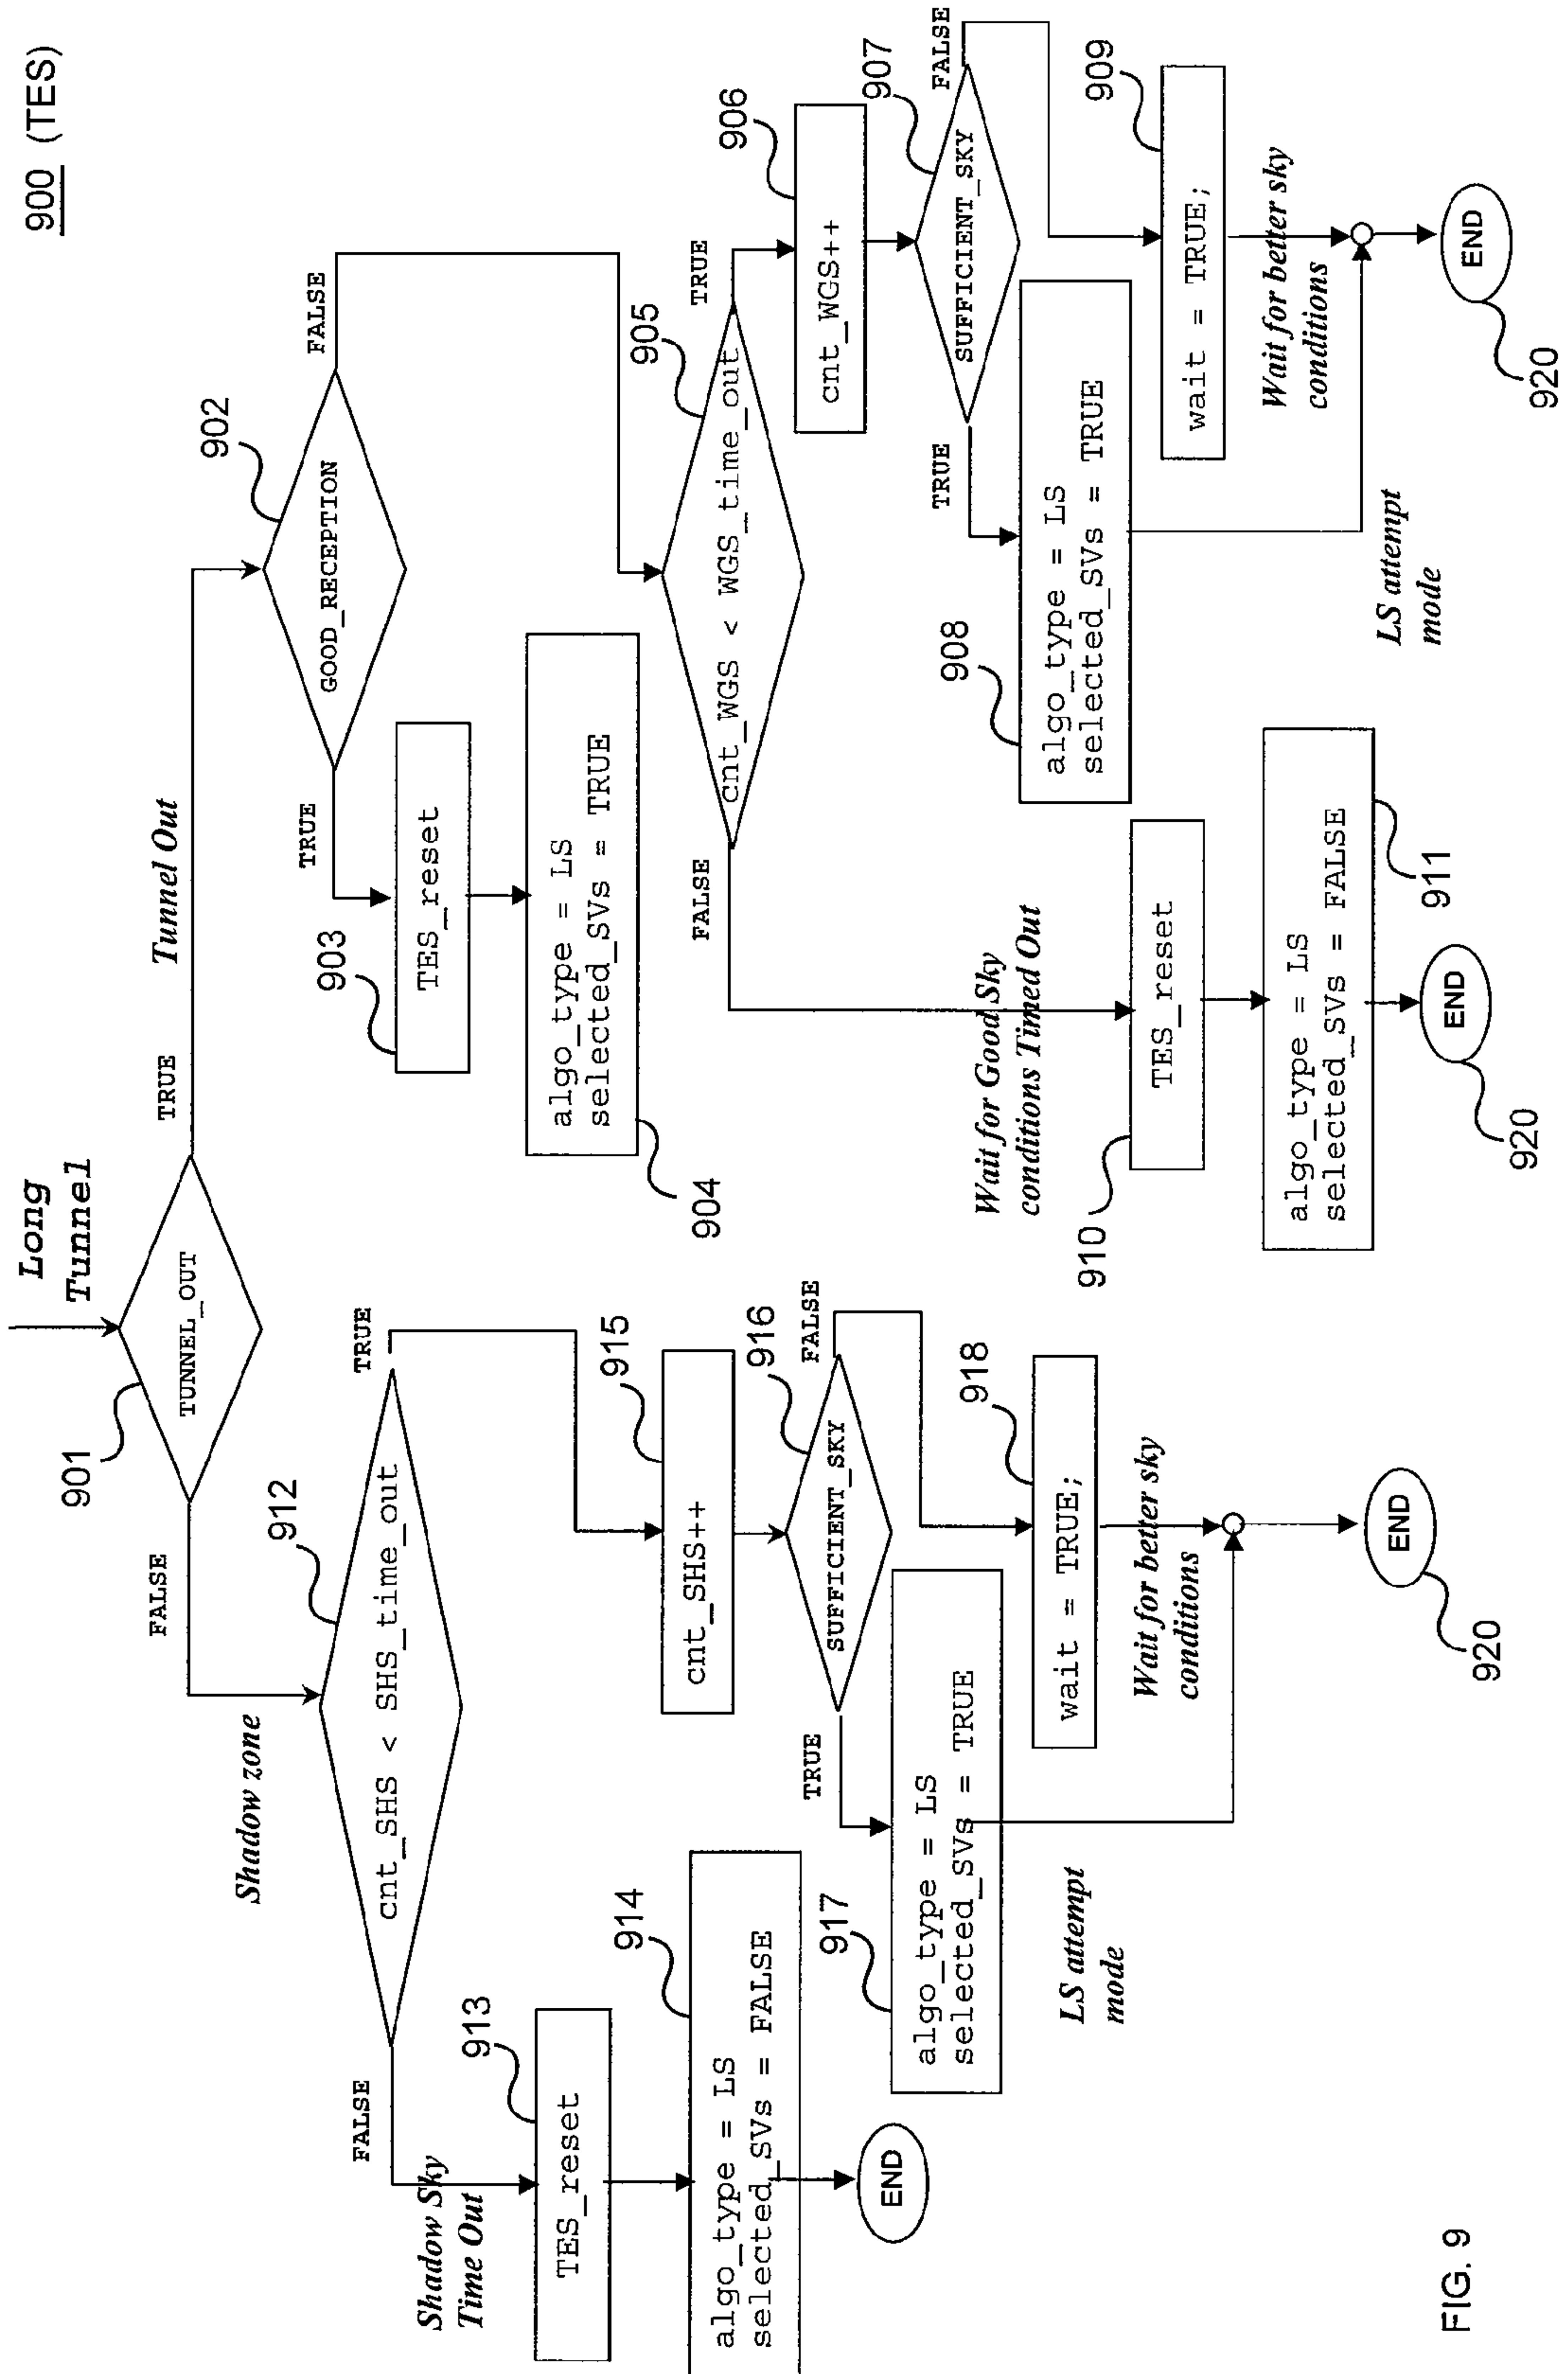 900 (TES)
Long
Tunnel
901
TUNNEL_OUT
TRUE
Tunnel Out
FALSE
Shadow zone
902
GOOD_RECEPTION
TRUE
FALSE
903
TES_reset
904
algo_type = LS
selected_SVs = TRUE
905
cnt_WGS < WGS_time_out
TRUE
FALSE
906
cnt_WGS++
907
SUFFICIENT_SKY
TRUE
FALSE
908
algo_type = LS
selected_SVs = TRUE
LS attempt
mode
909
wait = TRUE;
Wait for better sky
conditions
END
920
Wait for Good Sky
conditions Timed Out
910
TES_reset
911
algo_type = LS
selected_SVs = FALSE
END
920
912
cnt_SHS < SHS_time_out
TRUE
FALSE
Shadow Sky
Time Out
913
TES_reset
914
algo_type = LS
selected_SVs = FALSE
END
915
cnt_SHS++
916
SUFFICIENT_SKY
TRUE
FALSE
917
algo_type = LS
selected_SVs = TRUE
LS attempt
mode
918
wait = TRUE;
Wait for better sky
conditions
END
920
FIG. 9